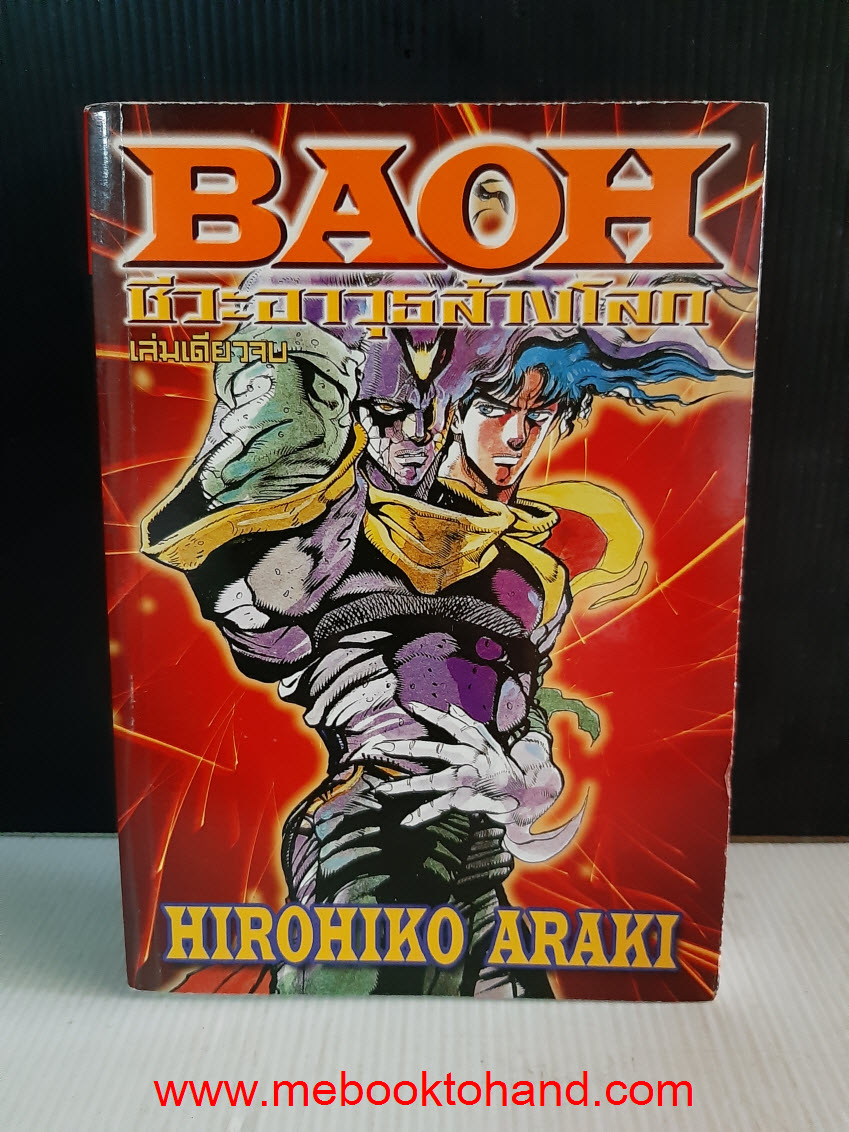 BAOH
ชีวะอาวุธล้างโลก
เล่มเดียวจบ
HIROHIKO ARAKI
www.mebooktohand.com